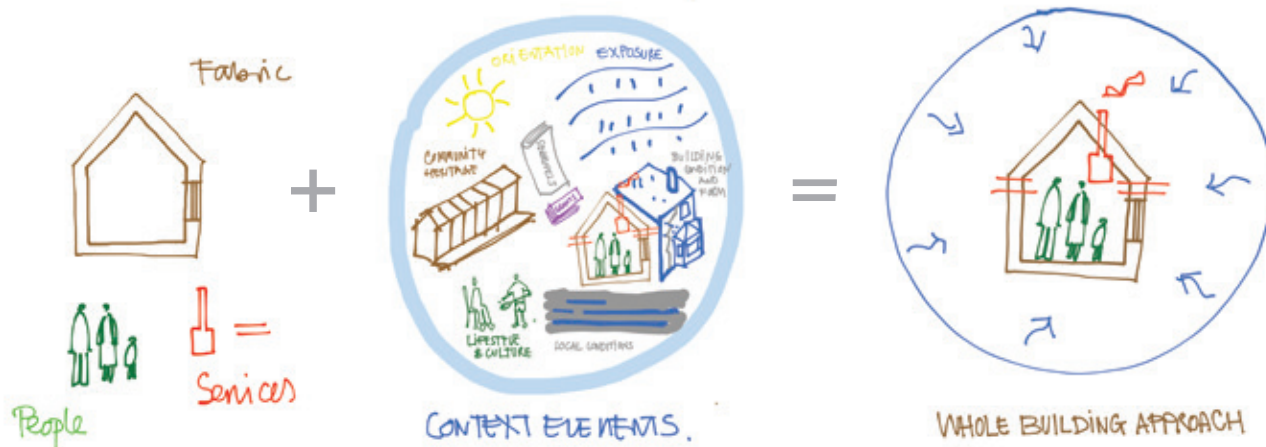 Fabric
People
Services
+
ORIENTATION
EXPOSURE
COMMUNITY
HERITAGE
BUILDING
CONDITION
AND
FORM
LIFESTYLE
& CULTURE
LOCAL CONDITIONS
CONTEXT ELEMENTS.
=
WHOLE BUILDING APPROACH